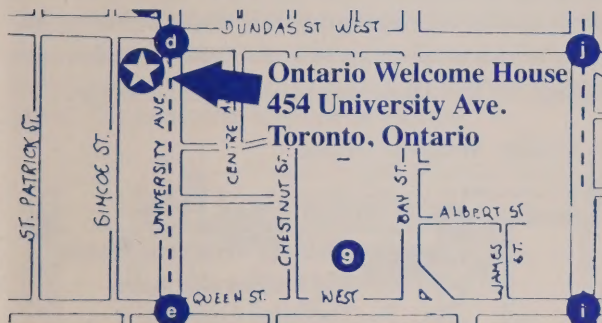 DUNDAS ST WEST
d
j
Ontario Welcome House
454 University Ave.
Toronto, Ontario
ST. PATRICK ST.
SIMCOE ST.
UNIVERSITY AVE.
CENTRE
CHESTNUT ST.
BAY ST.
ALBERT ST
JAMES ST.
9
P
e
QUEEN ST. WEST
i